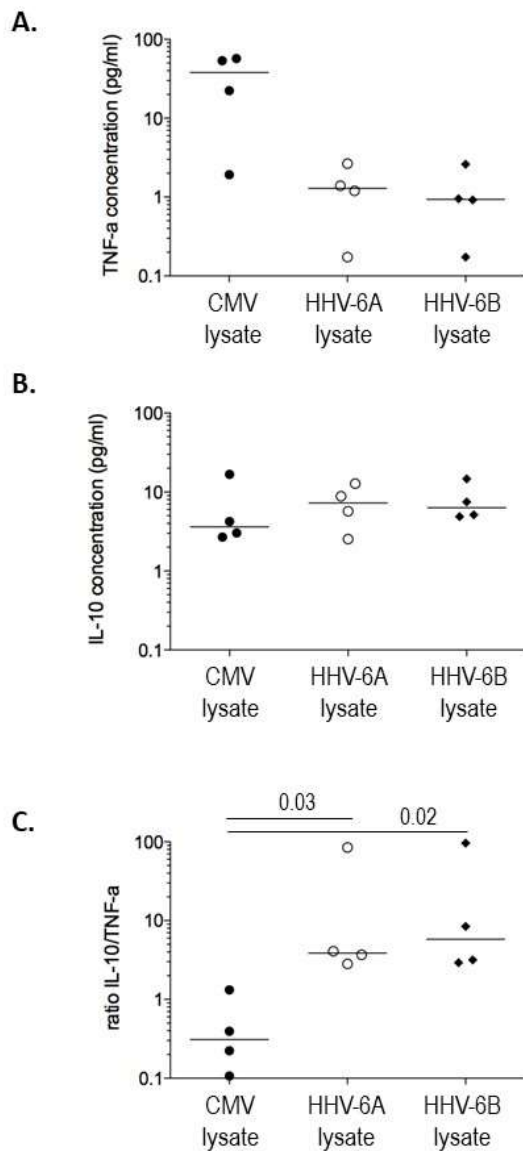 A.
TNF-a concentration (pg/ml)
100
10
1
0.1
CMV
lysate
HHV-6A
lysate
HHV-6B
lysate
B.
IL-10 concentration (pg/ml)
100
10
1
0.1
CMV
lysate
HHV-6A
lysate
HHV-6B
lysate
C.
0.03
0.02
ratio IL-10/TNF-a
100
10
1
0.1
CMV
lysate
HHV-6A
lysate
HHV-6B
lysate